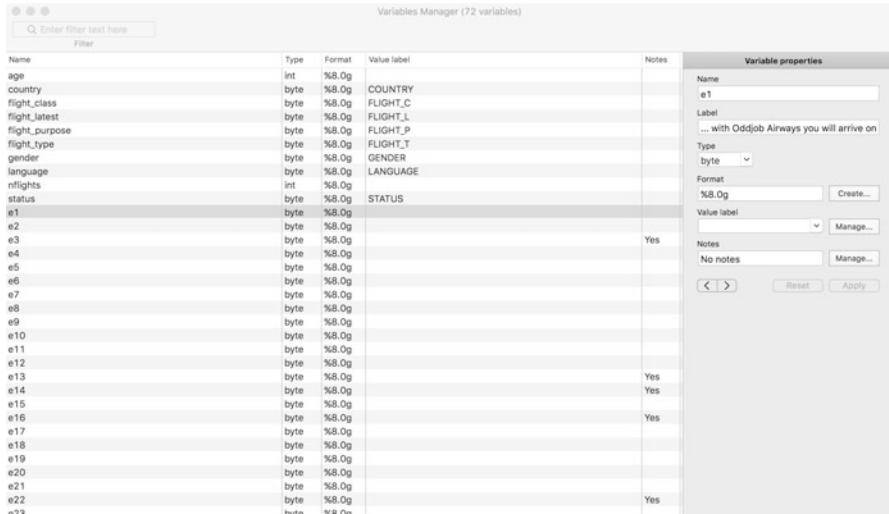 Variables Manager (72 variables)
Enter filter text here
Filter
Name Type Format Value label Notes
age int %8.0g
country byte %8.0g COUNTRY
flight_class byte %8.0g FLIGHT_C
flight_latest byte %8.0g FLIGHT_L
flight_purpose byte %8.0g FLIGHT_P
flight_type byte %8.0g FLIGHT_T
gender byte %8.0g GENDER
language byte %8.0g LANGUAGE
nflights int %8.0g
status byte %8.0g STATUS
e1 byte %8.0g
e2 byte %8.0g
e3 byte %8.0g Yes
e4 byte %8.0g
e5 byte %8.0g
e6 byte %8.0g
e7 byte %8.0g
e8 byte %8.0g
e9 byte %8.0g
e10 byte %8.0g
e11 byte %8.0g
e12 byte %8.0g
e13 byte %8.0g Yes
e14 byte %8.0g Yes
e15 byte %8.0g
e16 byte %8.0g Yes
e17 byte %8.0g
e18 byte %8.0g
e19 byte %8.0g
e20 byte %8.0g
e21 byte %8.0g
e22 byte %8.0g Yes
e23 byte %8.0g
Variable properties
Name
e1
Label
... with Oddjob Airways you will arrive on
Type
byte
Format
%8.0g Create...
Value label
Manage...
Notes
No notes Manage...
< > Reset Apply